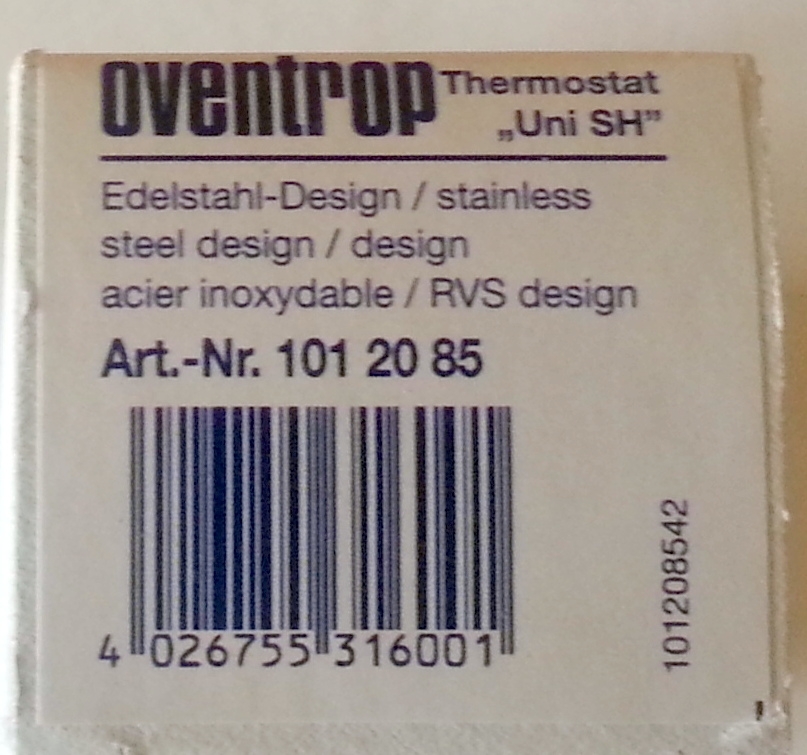 oventrop Thermostat
„Uni SH”
Edelstahl-Design / stainless
steel design / design
acier inoxydable / RVS design
Art.-Nr. 101 20 85
4 026755 316001
101208542